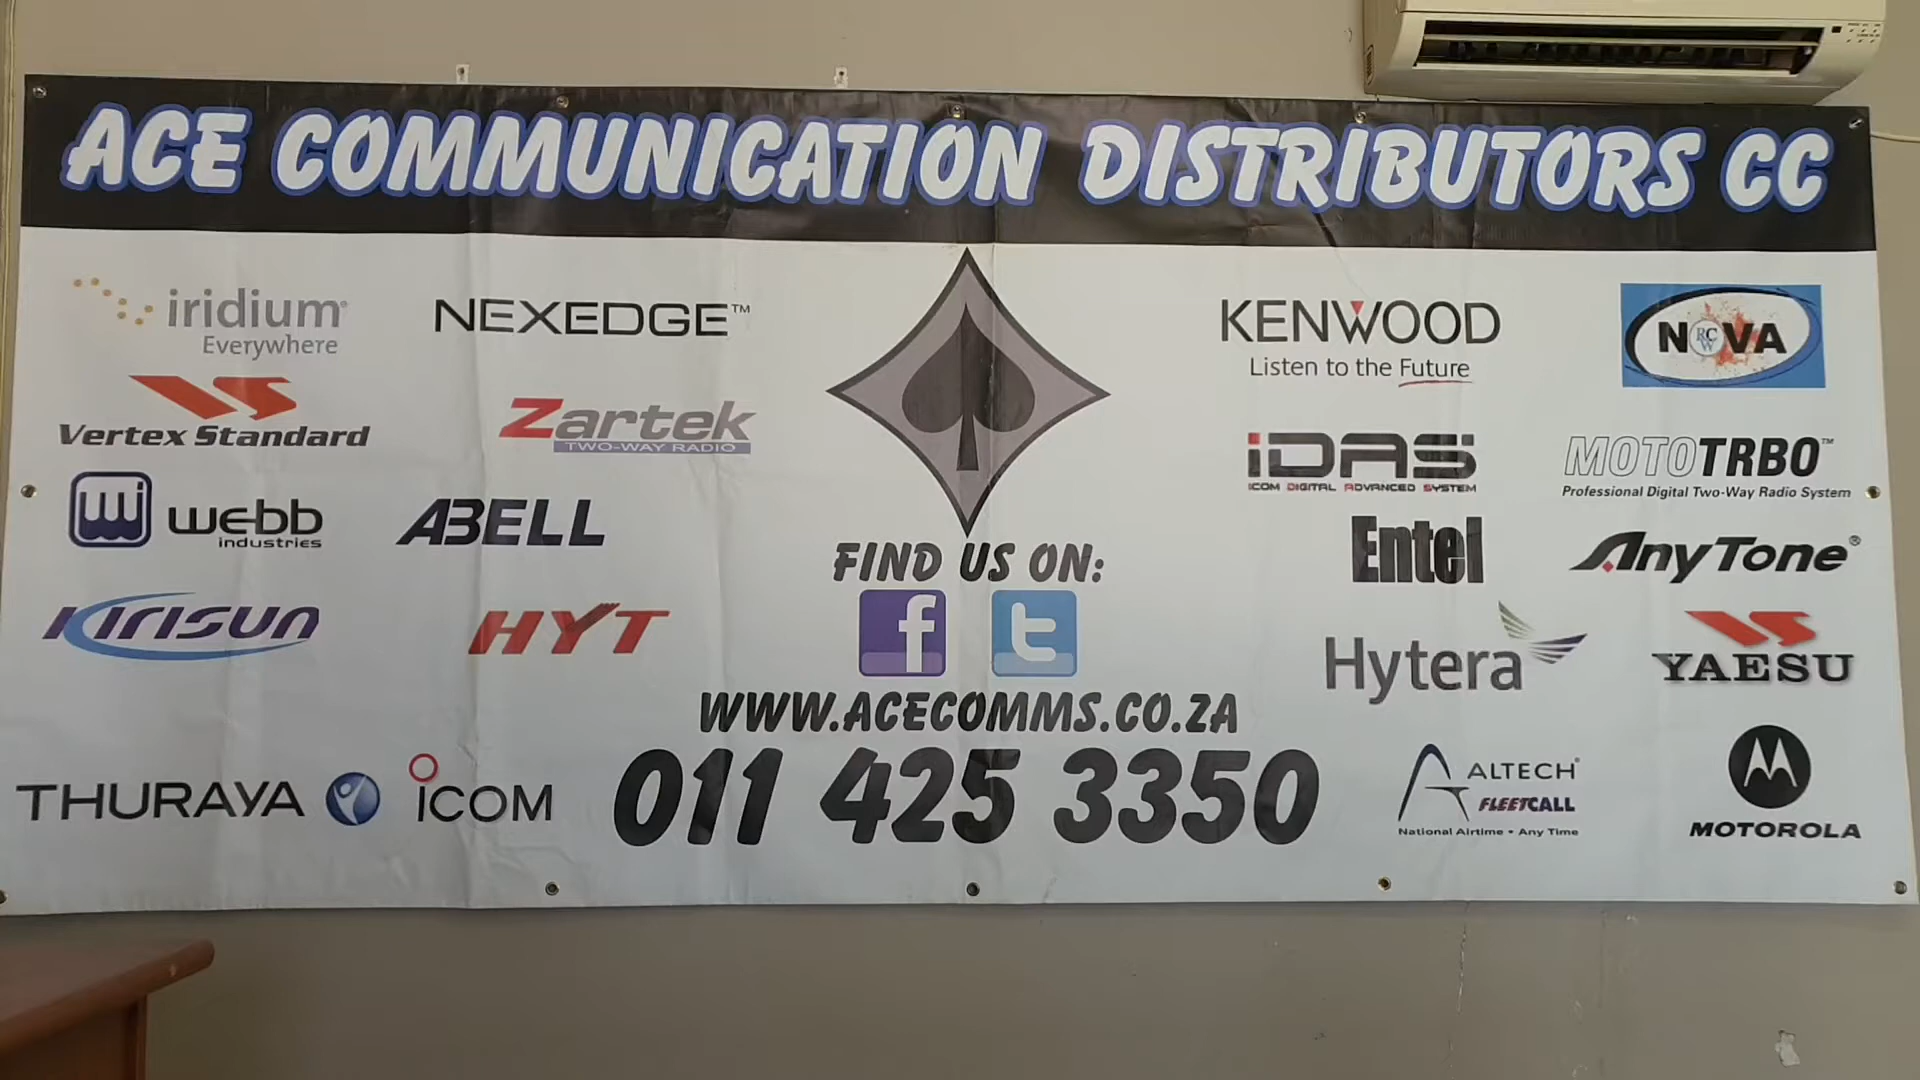 ACE COMMUNICATION DISTRIBUTORS CC
iridium®
Everywhere
NEXEDGE™
KENWOOD
Listen to the Future
NOVA
RCW
Vertex Standard
Zartek
TWO-WAY RADIO
iDAS
ICOM DIGITAL ADVANCED SYSTEM
MOTOTRBO™
Professional Digital Two-Way Radio System
wi webb
industries
ABELL
FIND US ON:
Entel
AnyTone®
KIRISUN
HYT
f t
Hytera
YAESU
WWW.ACECOMMS.CO.ZA
THURAYA
ICOM
011 425 3350
ALTECH®
FLEETCALL
National Airtime • Any Time
MOTOROLA